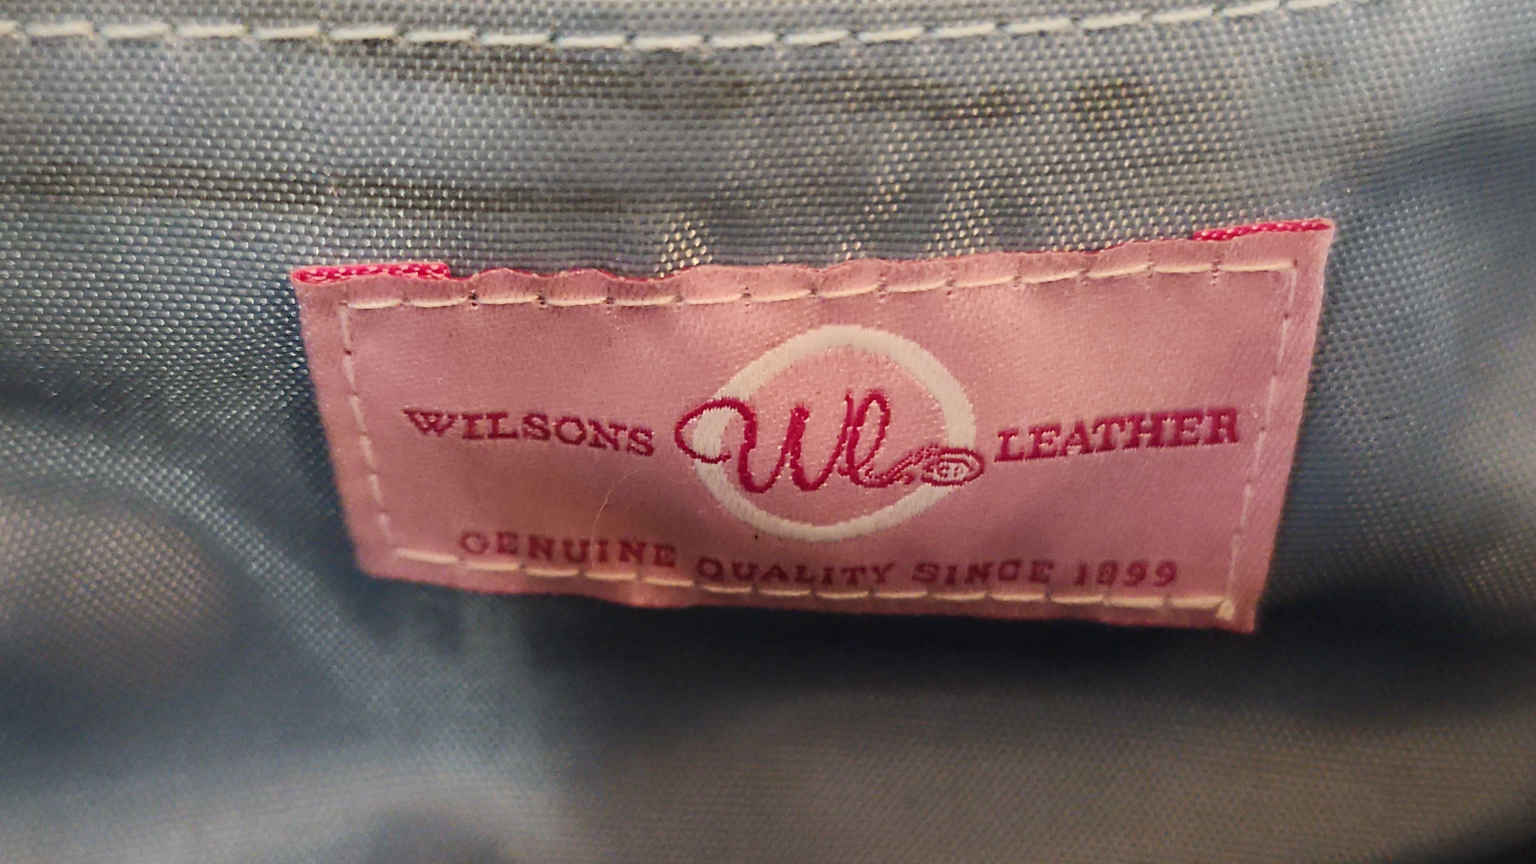 WILSONS Wl LEATHER
GENUINE QUALITY SINCE 1899